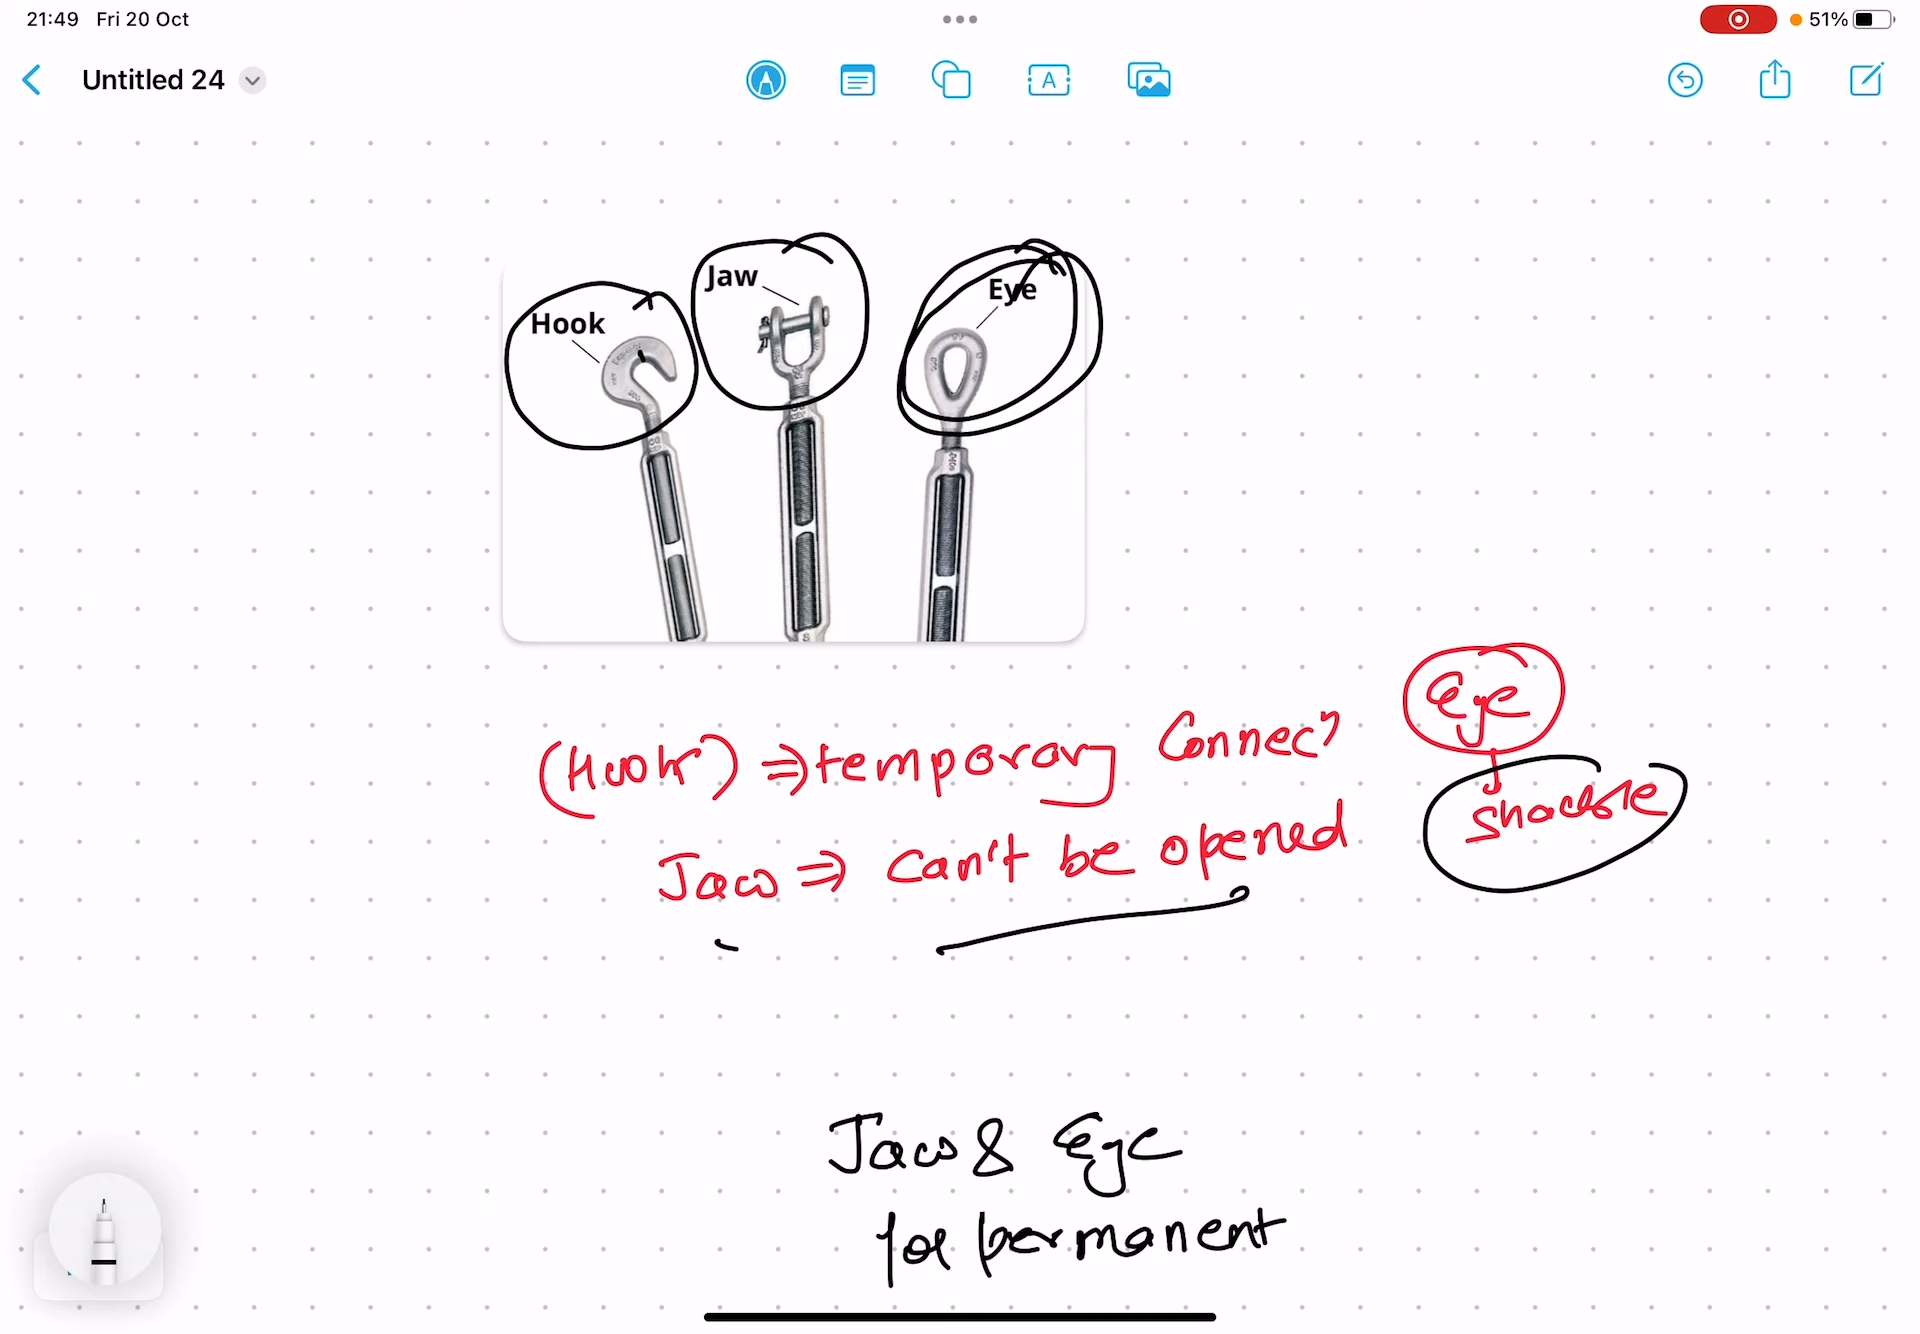 21:49 Fri 20 Oct
51%
Untitled 24
A
Jaw
Eye
Hook
Eye
(Hook) ⇒ temporary Connecⁿ
shackle
Jaw ⇒ can't be opened
Jaw & Eye
for permanent